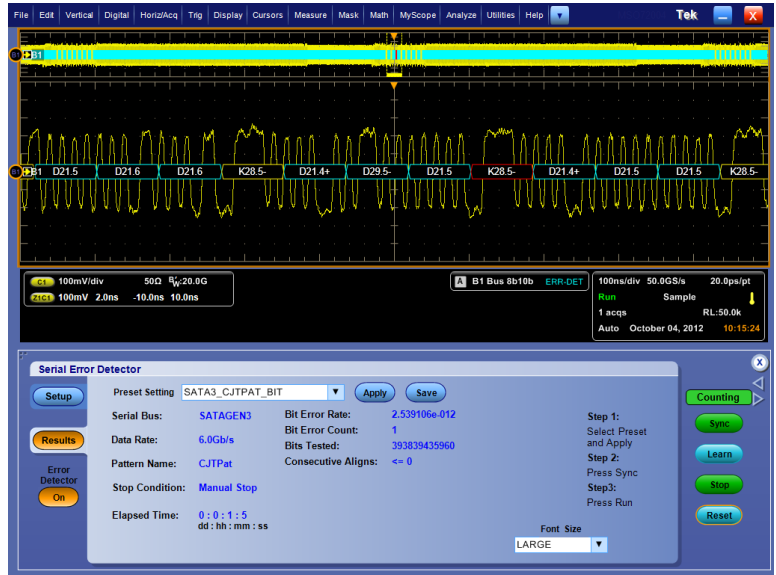 File Edit Vertical Digital Horiz/Acq Trig Display Cursors Measure Mask Math MyScope Analyze Utilities Help Tek X
B1 B1
B1 B1 D21.5 D21.6 D21.6 K28.5- D21.4+ D29.5- D21.5 K28.5- D21.4+ D21.5 D21.5 K28.5-
C1 100mV/div 50Ω BW:20.0G
Z1C1 100mV 2.0ns -10.0ns 10.0ns
A B1 Bus 8b10b ERR-DET
100ns/div 50.0GS/s 20.0ps/pt
Run Sample
1 acqs RL:50.0k
Auto October 04, 2012 10:15:24
Serial Error Detector
X
Setup
Results
Error
Detector
On
Preset Setting SATA3_CJTPAT_BIT Apply Save
Serial Bus: SATAGEN3
Data Rate: 6.0Gb/s
Pattern Name: CJTPat
Stop Condition: Manual Stop
Elapsed Time: 0 : 0 : 1 : 5
dd : hh : mm : ss
Bit Error Rate: 2.539106e-012
Bit Error Count: 1
Bits Tested: 393839435960
Consecutive Aligns: <= 0
Step 1:
Select Preset
and Apply
Step 2:
Press Sync
Step3:
Press Run
Font Size
LARGE
Counting
Sync
Learn
Stop
Reset